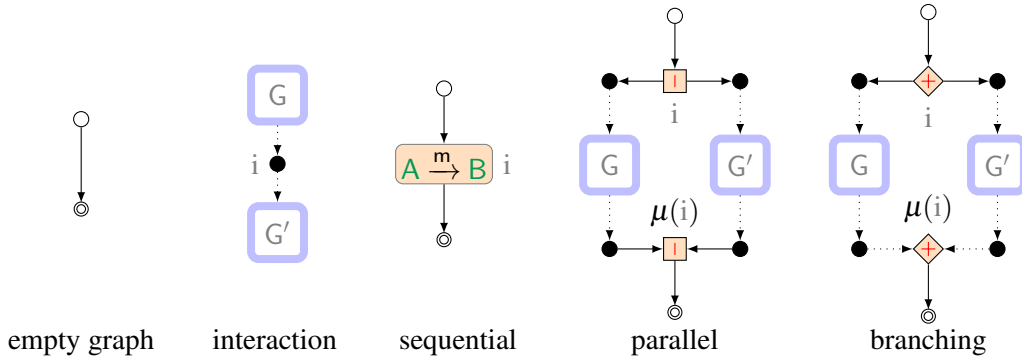 G
i
G′
A m→ B i
|
i
G G′
μ(i)
|
+
i
G G′
μ(i)
+
empty graph interaction sequential parallel branching